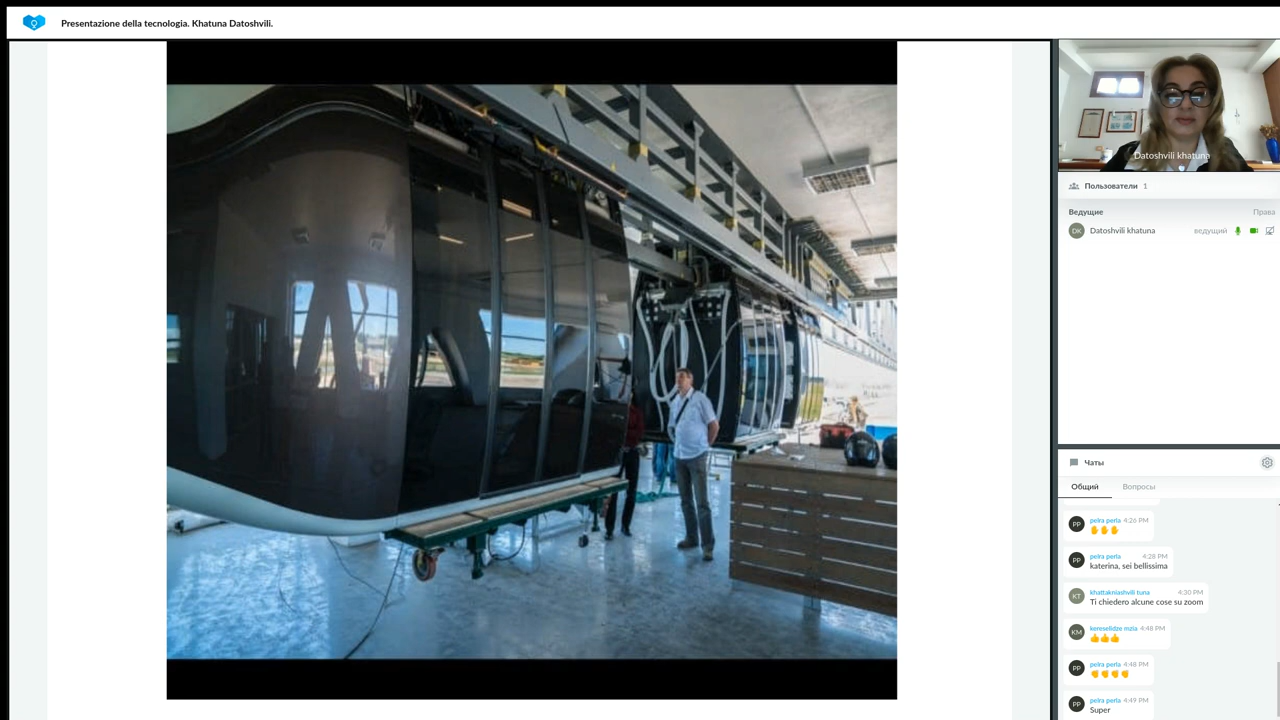 Presentazione della tecnologia. Khatuna Datoshvili.
Datoshvili khatuna
Пользователи 1
Ведущие Права
DK Datoshvili khatuna ведущий
Чаты
Общий Вопросы
PP pelra perla 4:26 PM
✋✋✋
PP pelra perla 4:28 PM
katerina, sei bellissima
KT khattakniashvili tuna 4:30 PM
Ti chiedero alcune cose su zoom
KM kereselidze mzia 4:48 PM
👍👍👍
PP pelra perla 4:48 PM
PP pelra perla 4:49 PM
Super